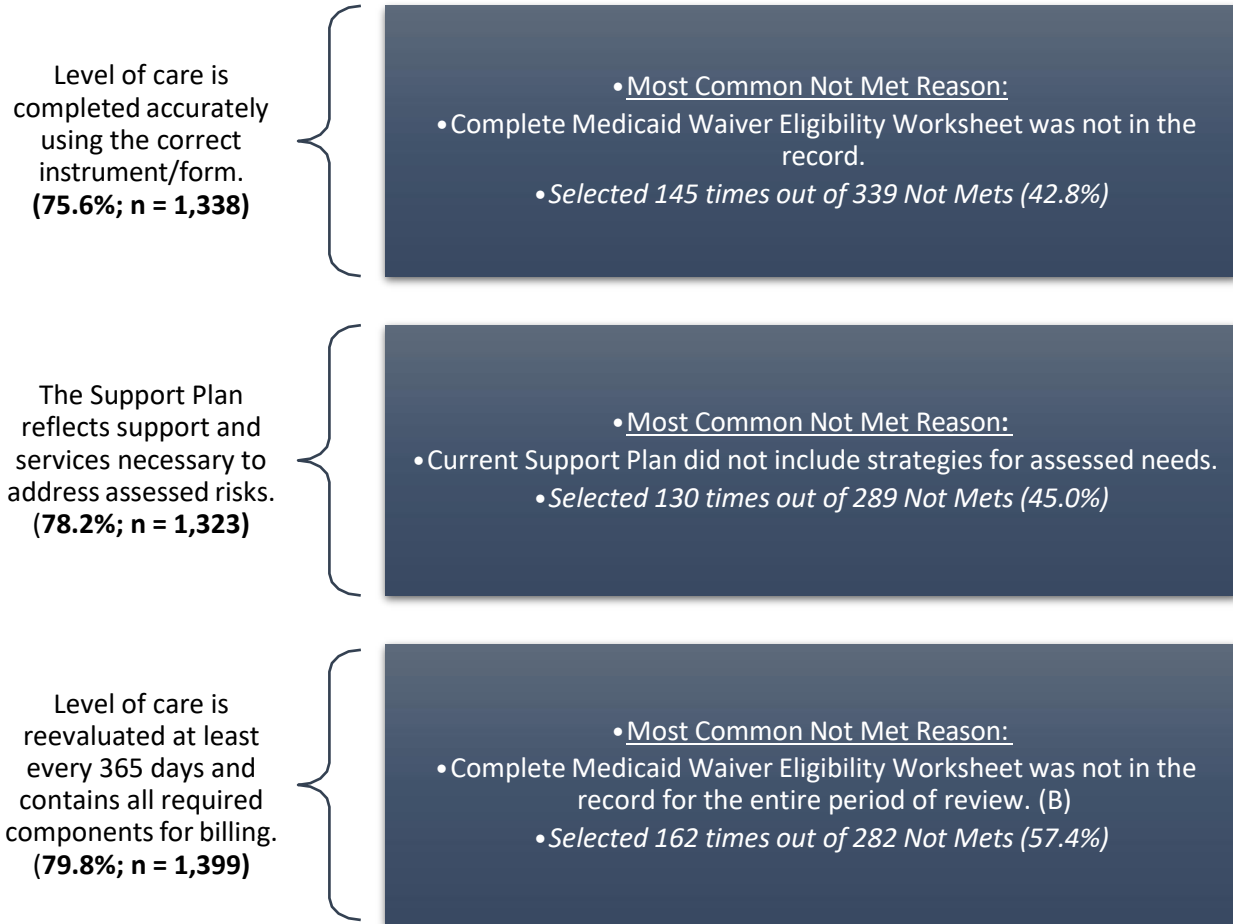 Level of care is
completed accurately
using the correct
instrument/form.
(75.6%; n = 1,338)
•Most Common Not Met Reason:
•Complete Medicaid Waiver Eligibility Worksheet was not in the
record.
•Selected 145 times out of 339 Not Mets (42.8%)
The Support Plan
reflects support and
services necessary to
address assessed risks.
(78.2%; n = 1,323)
•Most Common Not Met Reason:
•Current Support Plan did not include strategies for assessed needs.
•Selected 130 times out of 289 Not Mets (45.0%)
Level of care is
reevaluated at least
every 365 days and
contains all required
components for billing.
(79.8%; n = 1,399)
•Most Common Not Met Reason:
•Complete Medicaid Waiver Eligibility Worksheet was not in the
record for the entire period of review. (B)
•Selected 162 times out of 282 Not Mets (57.4%)